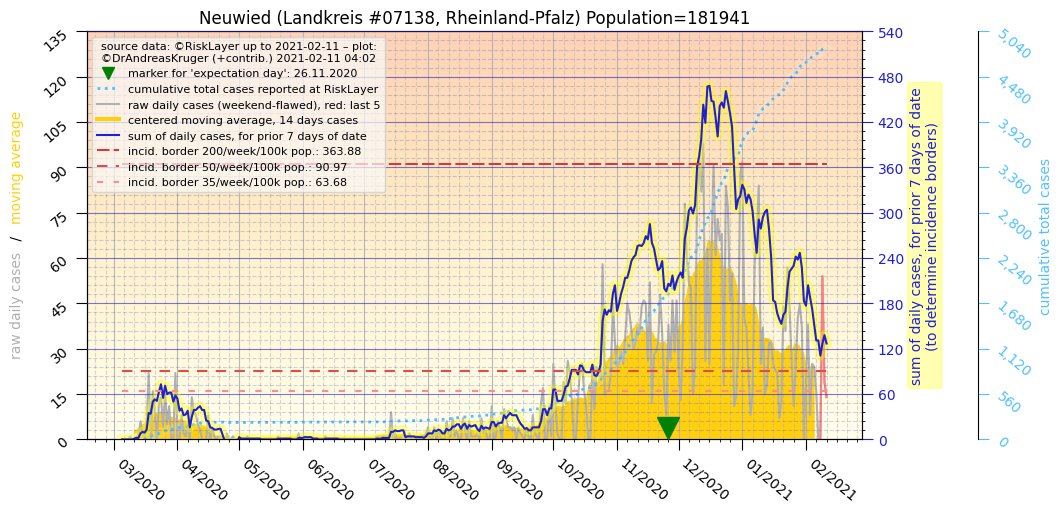 Neuwied (Landkreis #07138, Rheinland-Pfalz) Population=181941
source data: ©RiskLayer up to 2021-02-11 – plot:
©DrAndreasKruger (+contrib.) 2021-02-11 04:02
marker for 'expectation day': 26.11.2020
cumulative total cases reported at RiskLayer
raw daily cases (weekend-flawed), red: last 5
centered moving average, 14 days cases
sum of daily cases, for prior 7 days of date
incid. border 200/week/100k pop.: 363.88
incid. border 50/week/100k pop.: 90.97
incid. border 35/week/100k pop.: 63.68
raw daily cases / moving average
135
120
105
90
75
60
45
30
15
0
03/2020
04/2020
05/2020
06/2020
07/2020
08/2020
09/2020
10/2020
11/2020
12/2020
01/2021
02/2021
540
480
420
360
300
240
180
120
60
0
sum of daily cases, for prior 7 days of date
(to determine incidence borders)
5,040
4,480
3,920
3,360
2,800
2,240
1,680
1,120
560
0
cumulative total cases